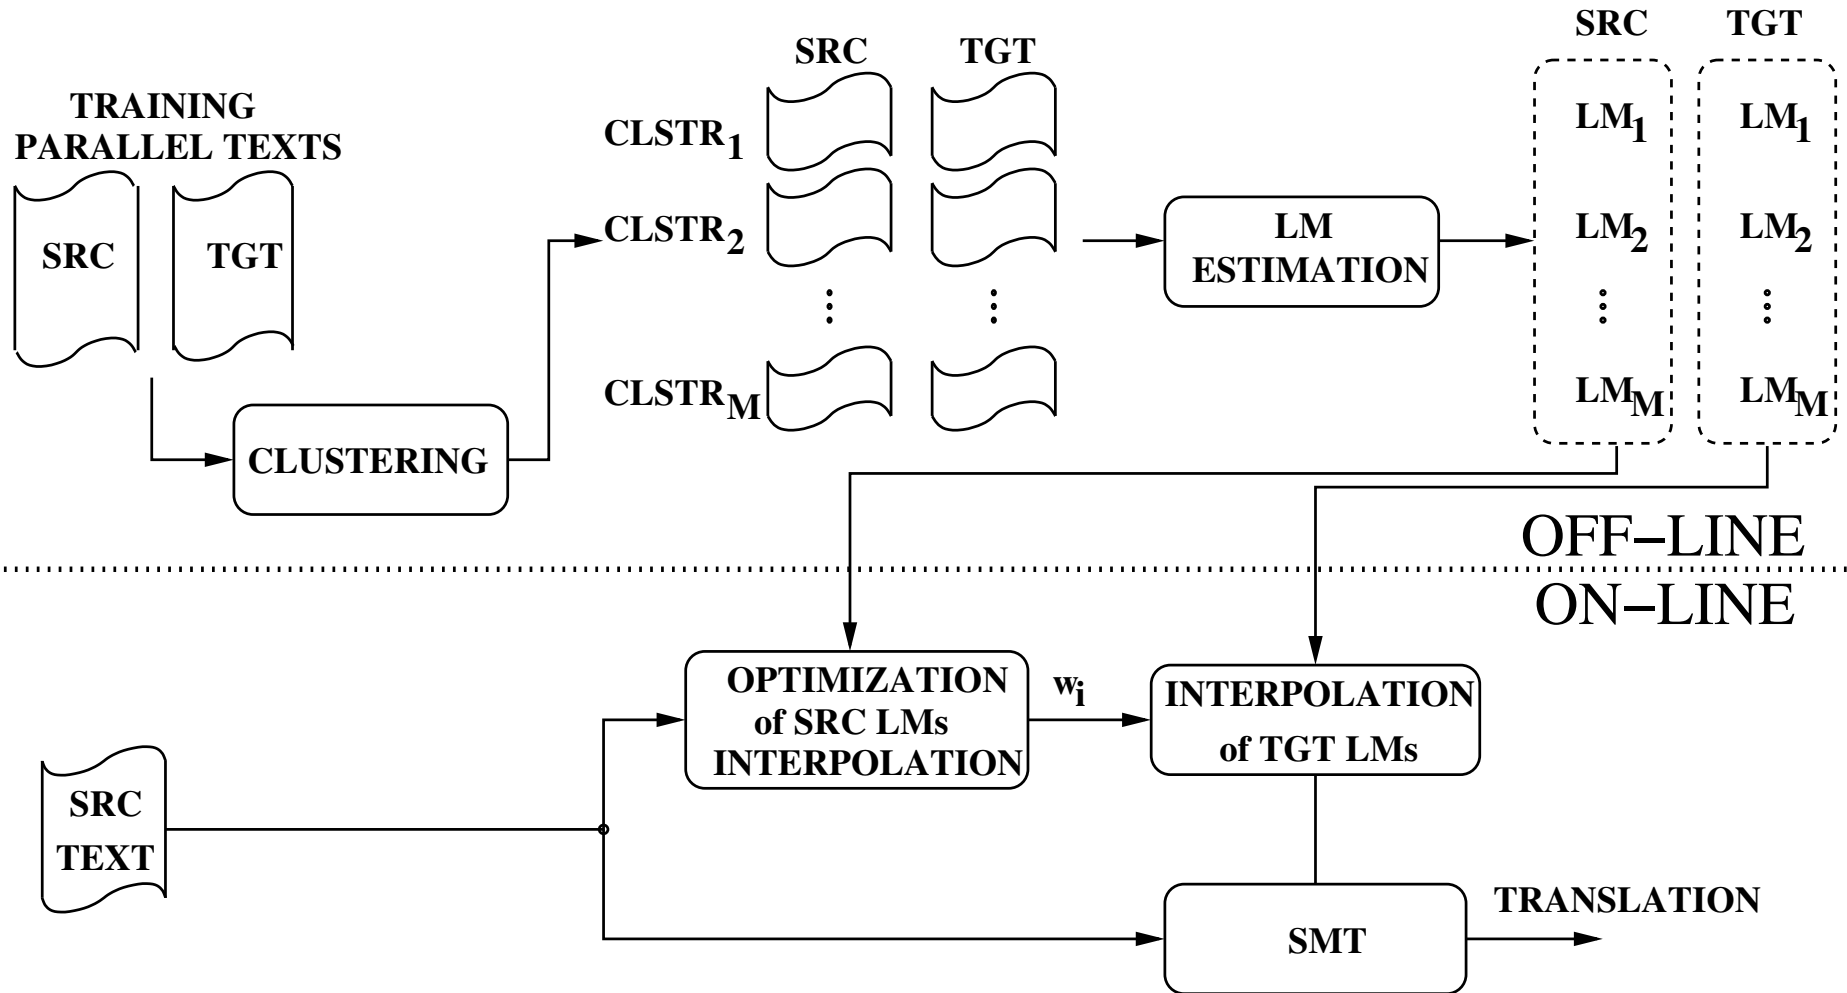 SRC TGT
SRC TGT
TRAINING
PARALLEL TEXTS
SRC TGT
CLSTR1
CLSTR2
CLSTRM
LM
ESTIMATION
LM1 LM1
LM2 LM2
LMM LMM
CLUSTERING
OFF–LINE
ON–LINE
OPTIMIZATION
of SRC LMs
INTERPOLATION
wi
INTERPOLATION
of TGT LMs
SRC
TEXT
SMT
TRANSLATION